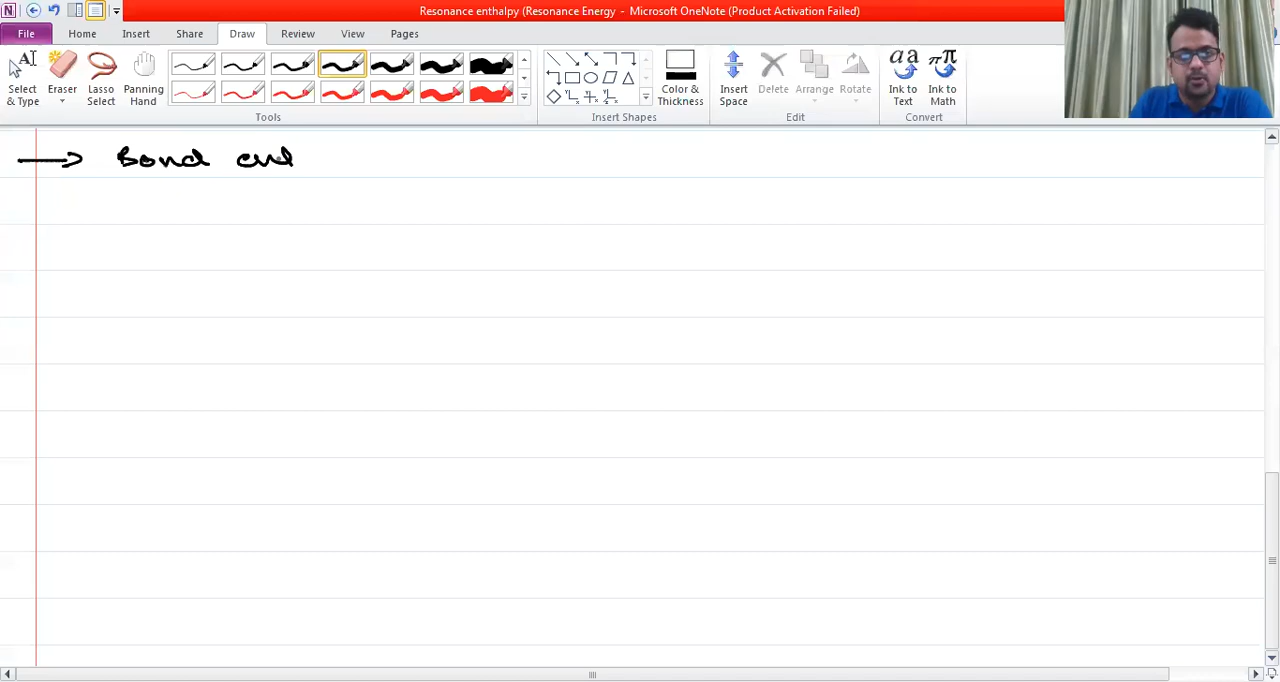 Resonance enthalpy (Resonance Energy - Microsoft OneNote (Product Activation Failed)
File Home Insert Share Draw Review View Pages
Select & Type Eraser Lasso Select Panning Hand Color & Thickness Insert Space Delete Arrange Rotate Ink to Text Ink to Math
Tools Insert Shapes Edit Convert
→ Bond enth